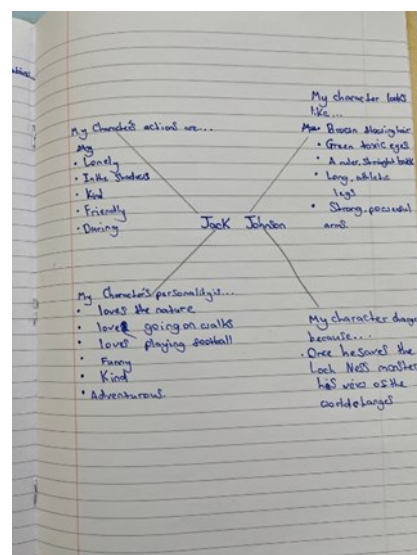 My Character's actions are...
My
• Lonely
• In the shadows
• Kind
• Friendly
• Daring
My character looks
like...
• Brown flowing hair
• Green toxic eyes
• A ruler, straight back
• Long, athletic
legs
• Strong, powerful
arms.
Jack Johnson
My Character's personality is...
• loves the nature
• loves going on walks
• loves playing football
• Funny
• Kind
• Adventurous.
My character changes
because...
• Once he saves the
Loch Ness monster
his view of the
world changes